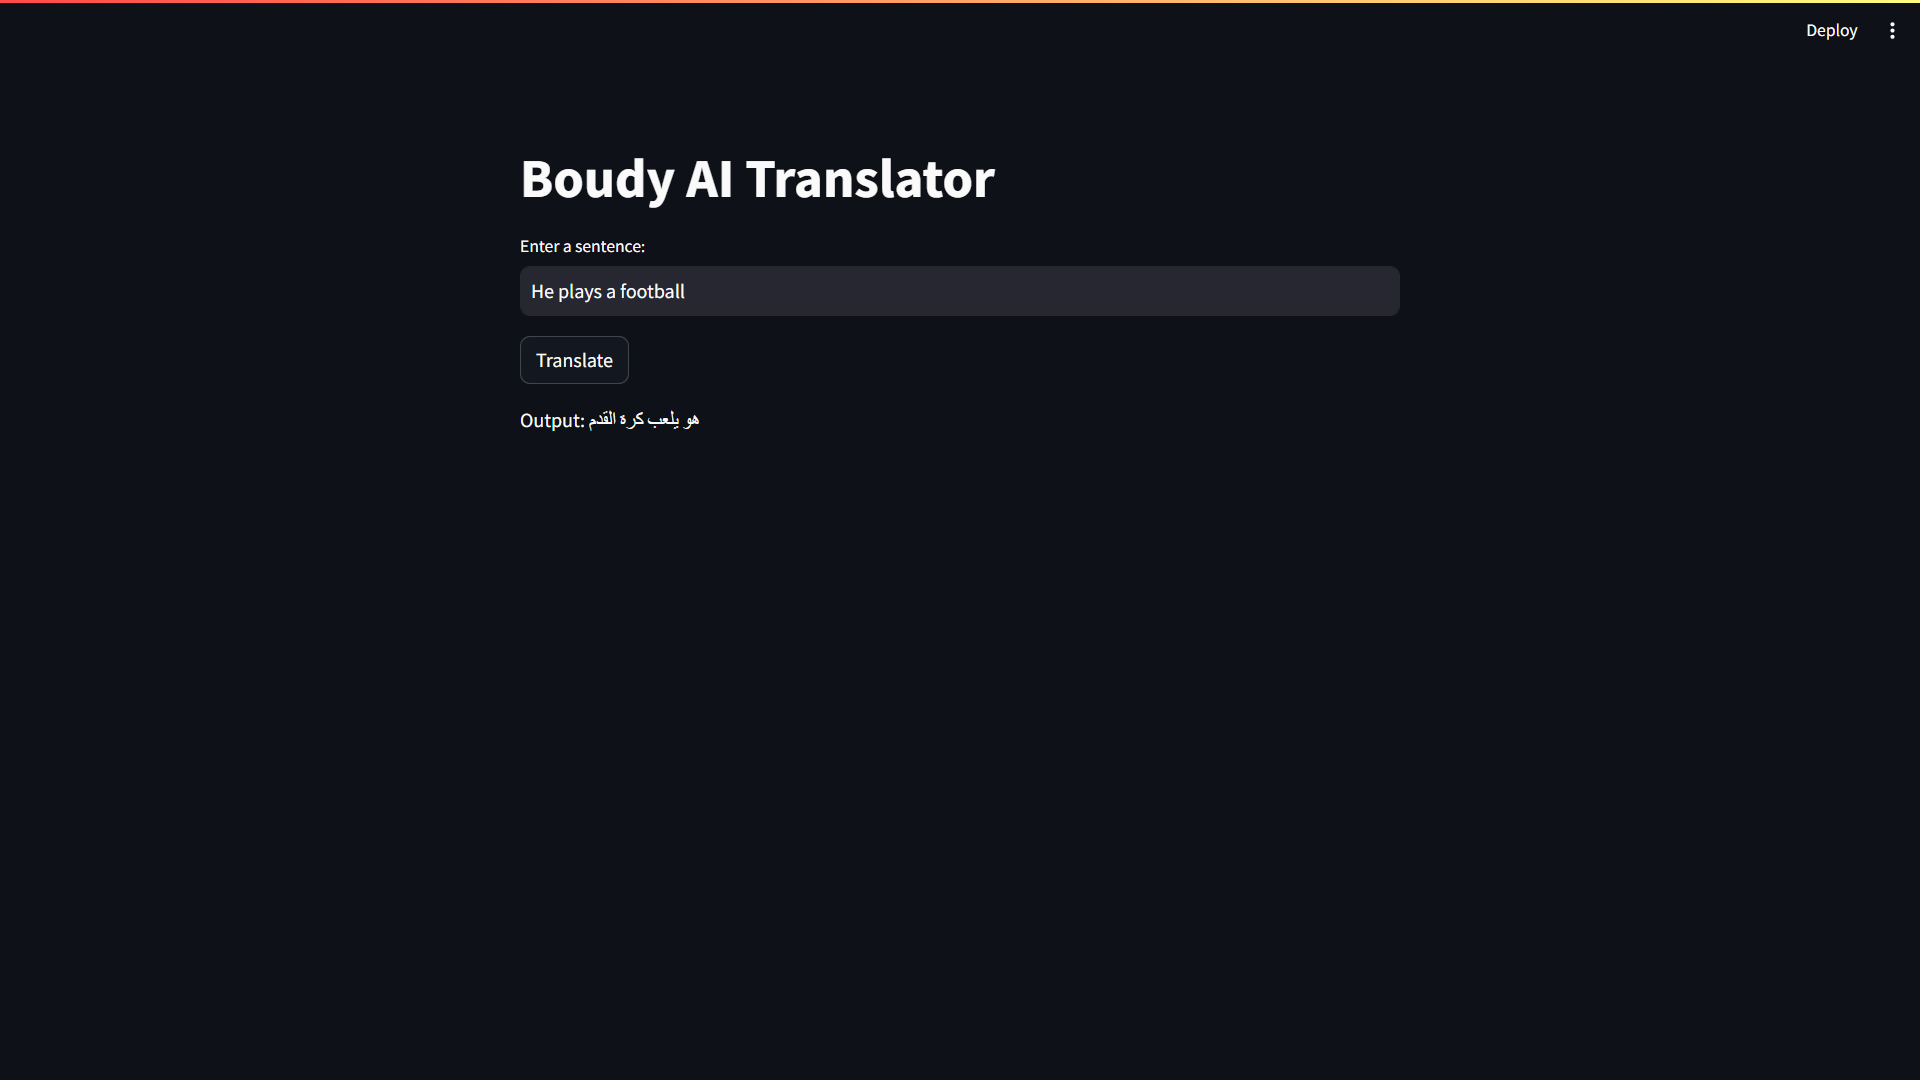 Deploy
Boudy AI Translator
Enter a sentence:
He plays a football
Translate
Output: هو يلعب كرة القدم